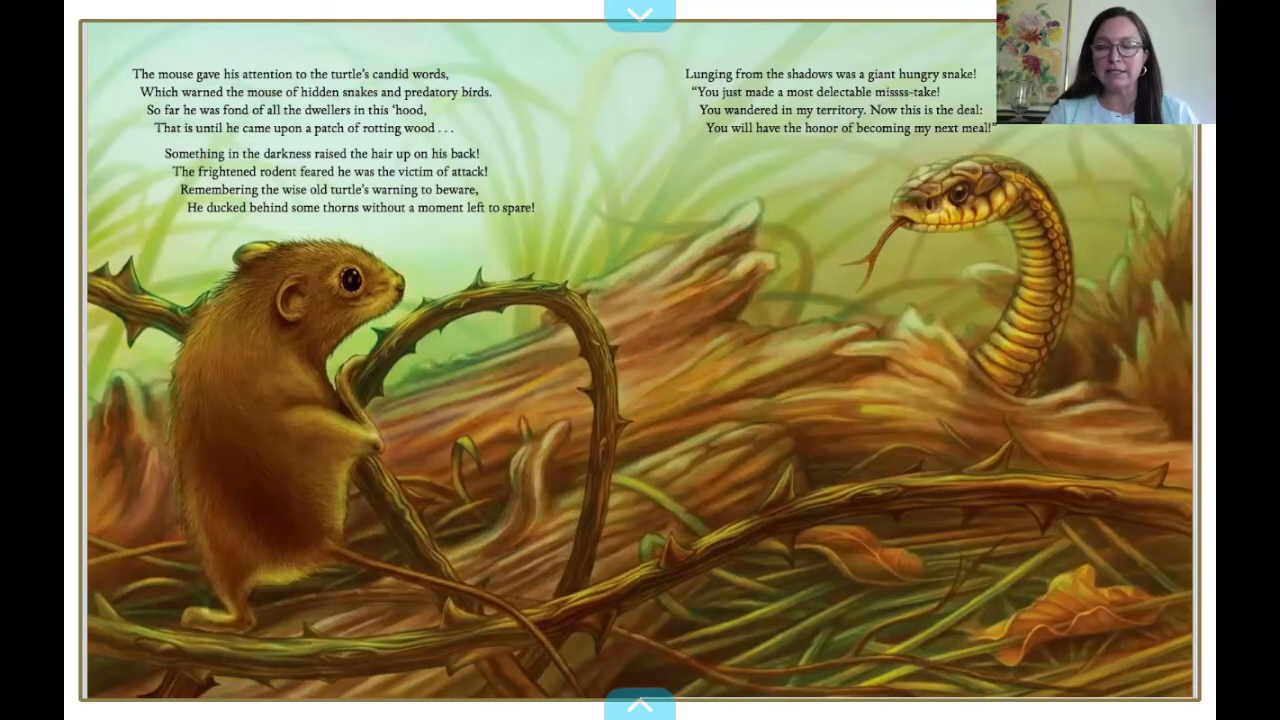 The mouse gave his attention to the turtle's candid words,
Which warned the mouse of hidden snakes and predatory birds.
So far he was fond of all the dwellers in this 'hood,
That is until he came upon a patch of rotting wood . . .
Something in the darkness raised the hair up on his back!
The frightened rodent feared he was the victim of attack!
Remembering the wise old turtle's warning to beware,
He ducked behind some thorns without a moment left to spare!
Lunging from the shadows was a giant hungry snake!
"You just made a most delectable missss-take!
You wandered in my territory. Now this is the deal:
You will have the honor of becoming my next meal!"